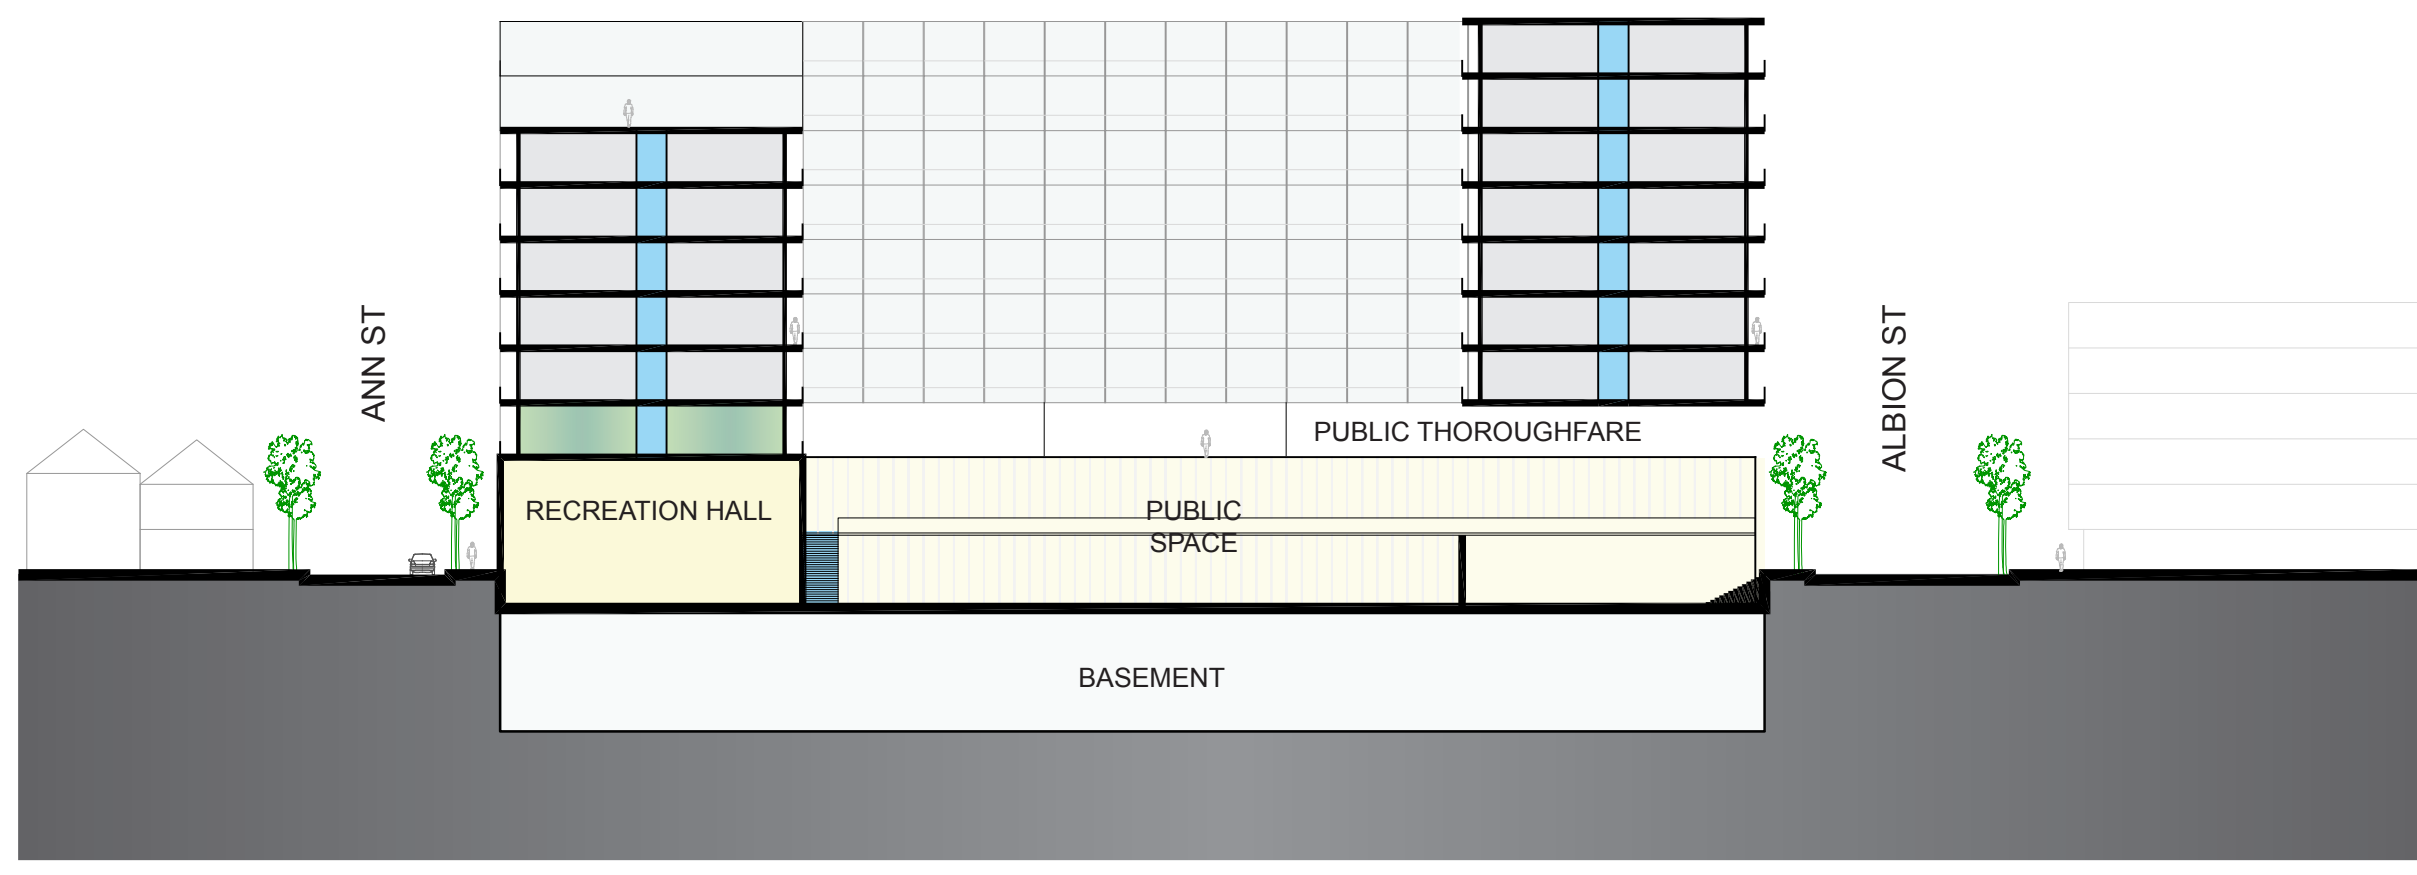 ANN ST
ALBION ST
PUBLIC THOROUGHFARE
RECREATION HALL
PUBLIC
SPACE
BASEMENT